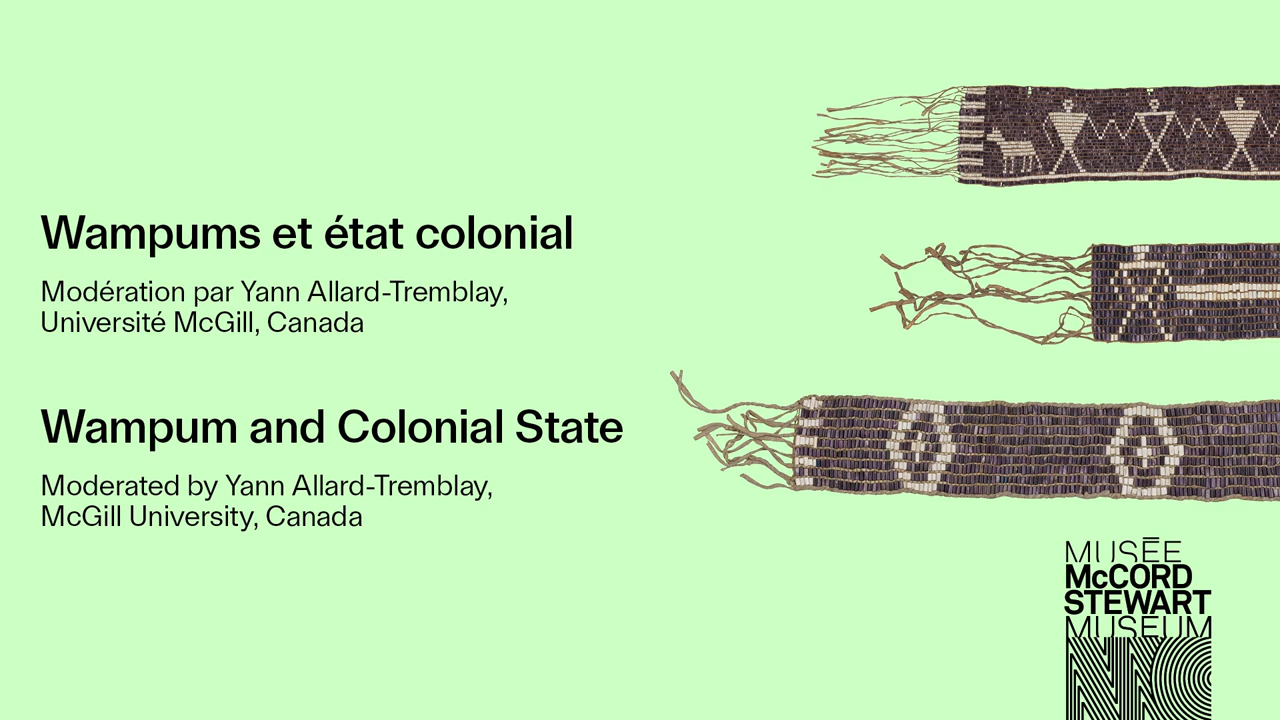 Wampums et état colonial
Modération par Yann Allard-Tremblay,
Université McGill, Canada
Wampum and Colonial State
Moderated by Yann Allard-Tremblay,
McGill University, Canada
MUSÉE
McCORD
STEWART
MUSEUM